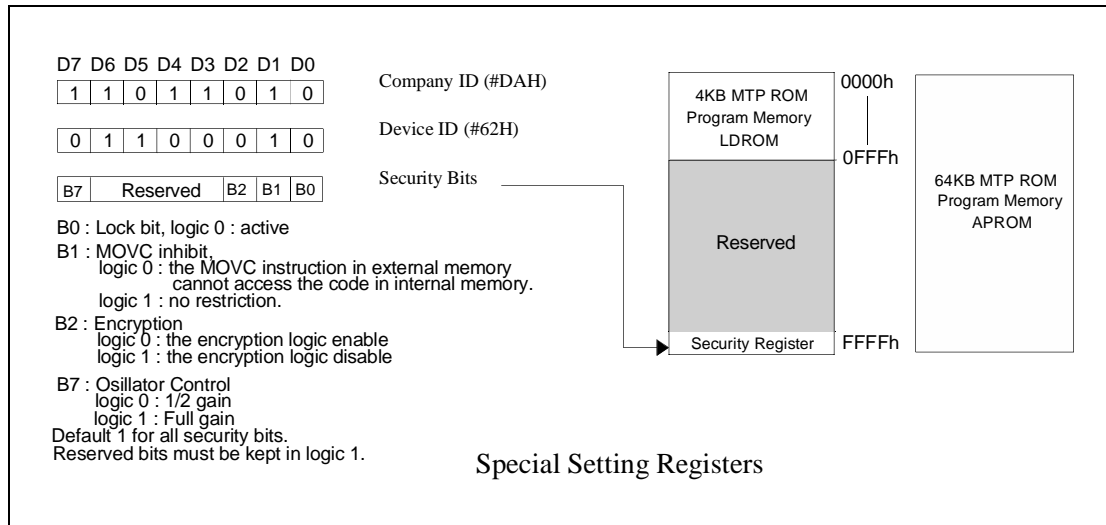 D7 D6 D5 D4 D3 D2 D1 D0
1 1 0 1 1 0 1 0
Company ID (#DAH)
0 1 1 0 0 0 1 0
Device ID (#62H)
B7 Reserved B2 B1 B0
Security Bits
B0 : Lock bit, logic 0 : active
B1 : MOVC inhibit,
logic 0 : the MOVC instruction in external memory
cannot access the code in internal memory.
logic 1 : no restriction.
B2 : Encryption
logic 0 : the encryption logic enable
logic 1 : the encryption logic disable
B7 : Osillator Control
logic 0 : 1/2 gain
logic 1 : Full gain
Default 1 for all security bits.
Reserved bits must be kept in logic 1.
4KB MTP ROM
Program Memory
LDROM
0000h
0FFFh
Reserved
Security Register
FFFFh
64KB MTP ROM
Program Memory
APROM
Special Setting Registers